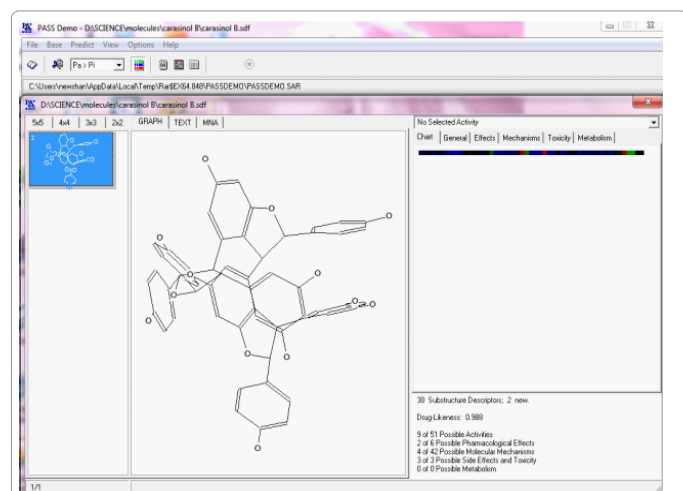 PASS Demo - D:\SCIENCE\molecules\carasinol B\carasinol B.sdf
File Base Predict View Options Help
Pa>Pi
C:\Users\newshan\AppData\Local\Temp\Rar$EX64.848\PASSDEMO\PASSDEMO.SAR
D:\SCIENCE\molecules\carasinol B\carasinol B.sdf
5x5 4x4 3x3 2x2 GRAPH TEXT MNA
No Selected Activity
Chart General Effects Mechanisms Toxicity Metabolism
1
O
O
O
O
O
O
O
O
O
O
O
O
O
30 Substructure Descriptors; 2 new.
Drug-Likeness: 0.988
9 of 51 Possible Activities
2 of 6 Possible Pharmacological Effects
4 of 42 Possible Molecular Mechanisms
3 of 3 Possible Side Effects and Toxicity
0 of 0 Possible Metabolism
1/1